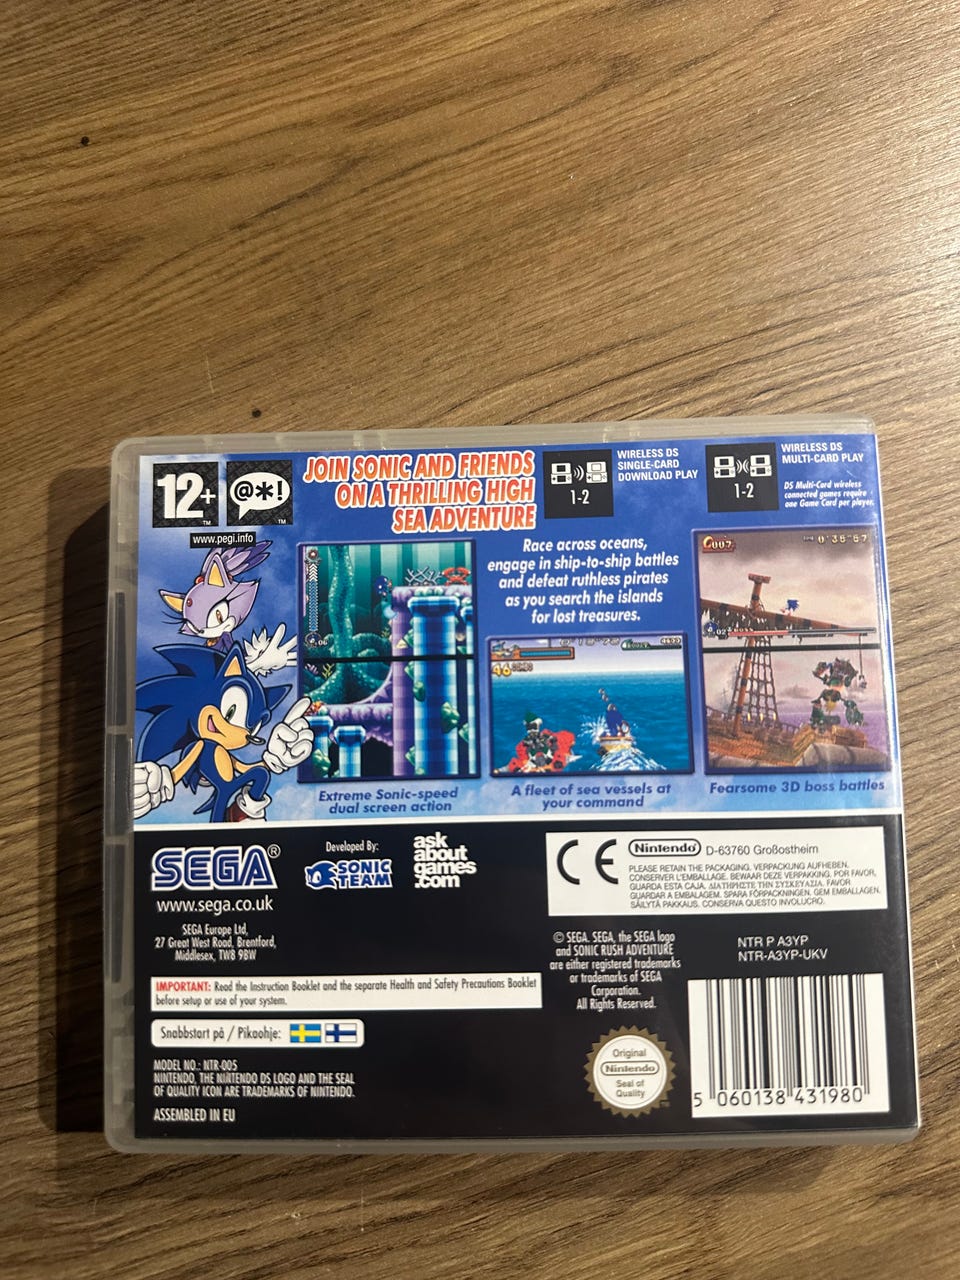 12+
TM
@*!
TM
www.pegi.info
JOIN SONIC AND FRIENDS
ON A THRILLING HIGH
SEA ADVENTURE
1-2
WIRELESS DS
SINGLE-CARD
DOWNLOAD PLAY
1-2
WIRELESS DS
MULTI-CARD PLAY
DS Multi-Card wireless
connected games require
one Game Card per player.
Race across oceans,
engage in ship-to-ship battles
and defeat ruthless pirates
as you search the islands
for lost treasures.
06
46
007
0'35"57
02
Extreme Sonic-speed
dual screen action
A fleet of sea vessels at
your command
Fearsome 3D boss battles
SEGA®
www.sega.co.uk
Developed By:
SONIC
TEAM
ask
about
games
.com
SEGA Europe Ltd,
27 Great West Road, Brentford,
Middlesex, TW8 9BW
CE
Nintendo®
D-63760 Großostheim
PLEASE RETAIN THE PACKAGING. VERPACKUNG AUFHEBEN.
CONSERVER L'EMBALLAGE. BEWAAR DEZE VERPAKKING. POR FAVOR,
GUARDA ESTA CAJA. ΔΙΑΤΗΡΗΣΤΕ ΤΗΝ ΣΥΣΚΕΥΑΣΙΑ. FAVOR
GUARDAR A EMBALAGEM. SPARA FÖRPACKNINGEN. GEM EMBALLAGEN.
SÄILYTÄ PAKKAUS. CONSERVA QUESTO INVOLUCRO.
© SEGA. SEGA, the SEGA logo
and SONIC RUSH ADVENTURE
are either registered trademarks
or trademarks of SEGA
Corporation.
All Rights Reserved.
NTR P A3YP
NTR-A3YP-UKV
IMPORTANT: Read the Instruction Booklet and the separate Health and Safety Precautions Booklet
before setup or use of your system.
Snabbstart på / Pikaohje:
MODEL NO.: NTR-005
NINTENDO, THE NINTENDO DS LOGO AND THE SEAL
OF QUALITY ICON ARE TRADEMARKS OF NINTENDO.
ASSEMBLED IN EU
Original
Nintendo
Seal of
Quality
TM
5 060138 431980